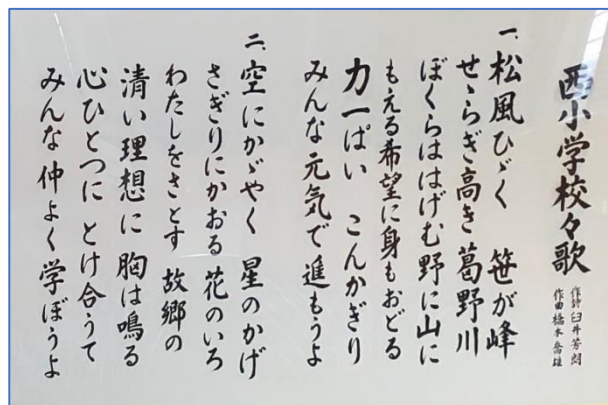 西小学校々歌
作詩 臼井芳朗
作曲 橋本喬雄
一、松風ひゞく 笹が峰
せゝらぎ高き 葛野川
ぼくらははげむ 野に山に
もえる希望に 身もおどる
力一ぱい こんかぎり
みんな元気で 進もうよ
二、空にかゞやく 星のかげ
さぎりにかおる 花のいろ
わたしをさとす 故郷の
清い理想に 胸は鳴る
心ひとつに とけ合うて
みんな仲よく 学ぼうよ